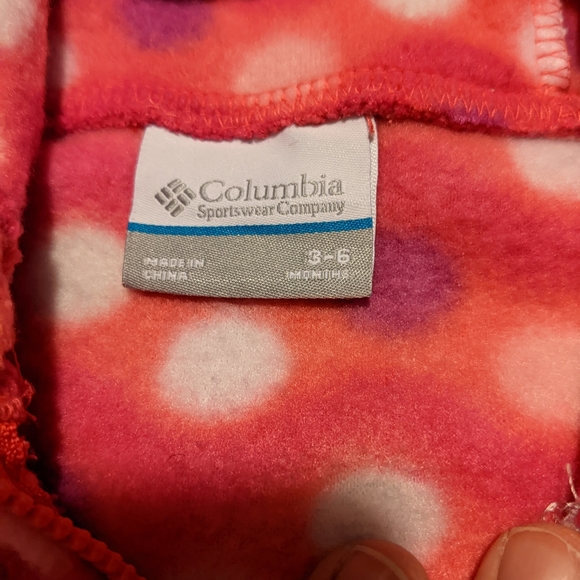 Columbia
Sportswear Company
MADE IN
CHINA
3-6
MONTHS